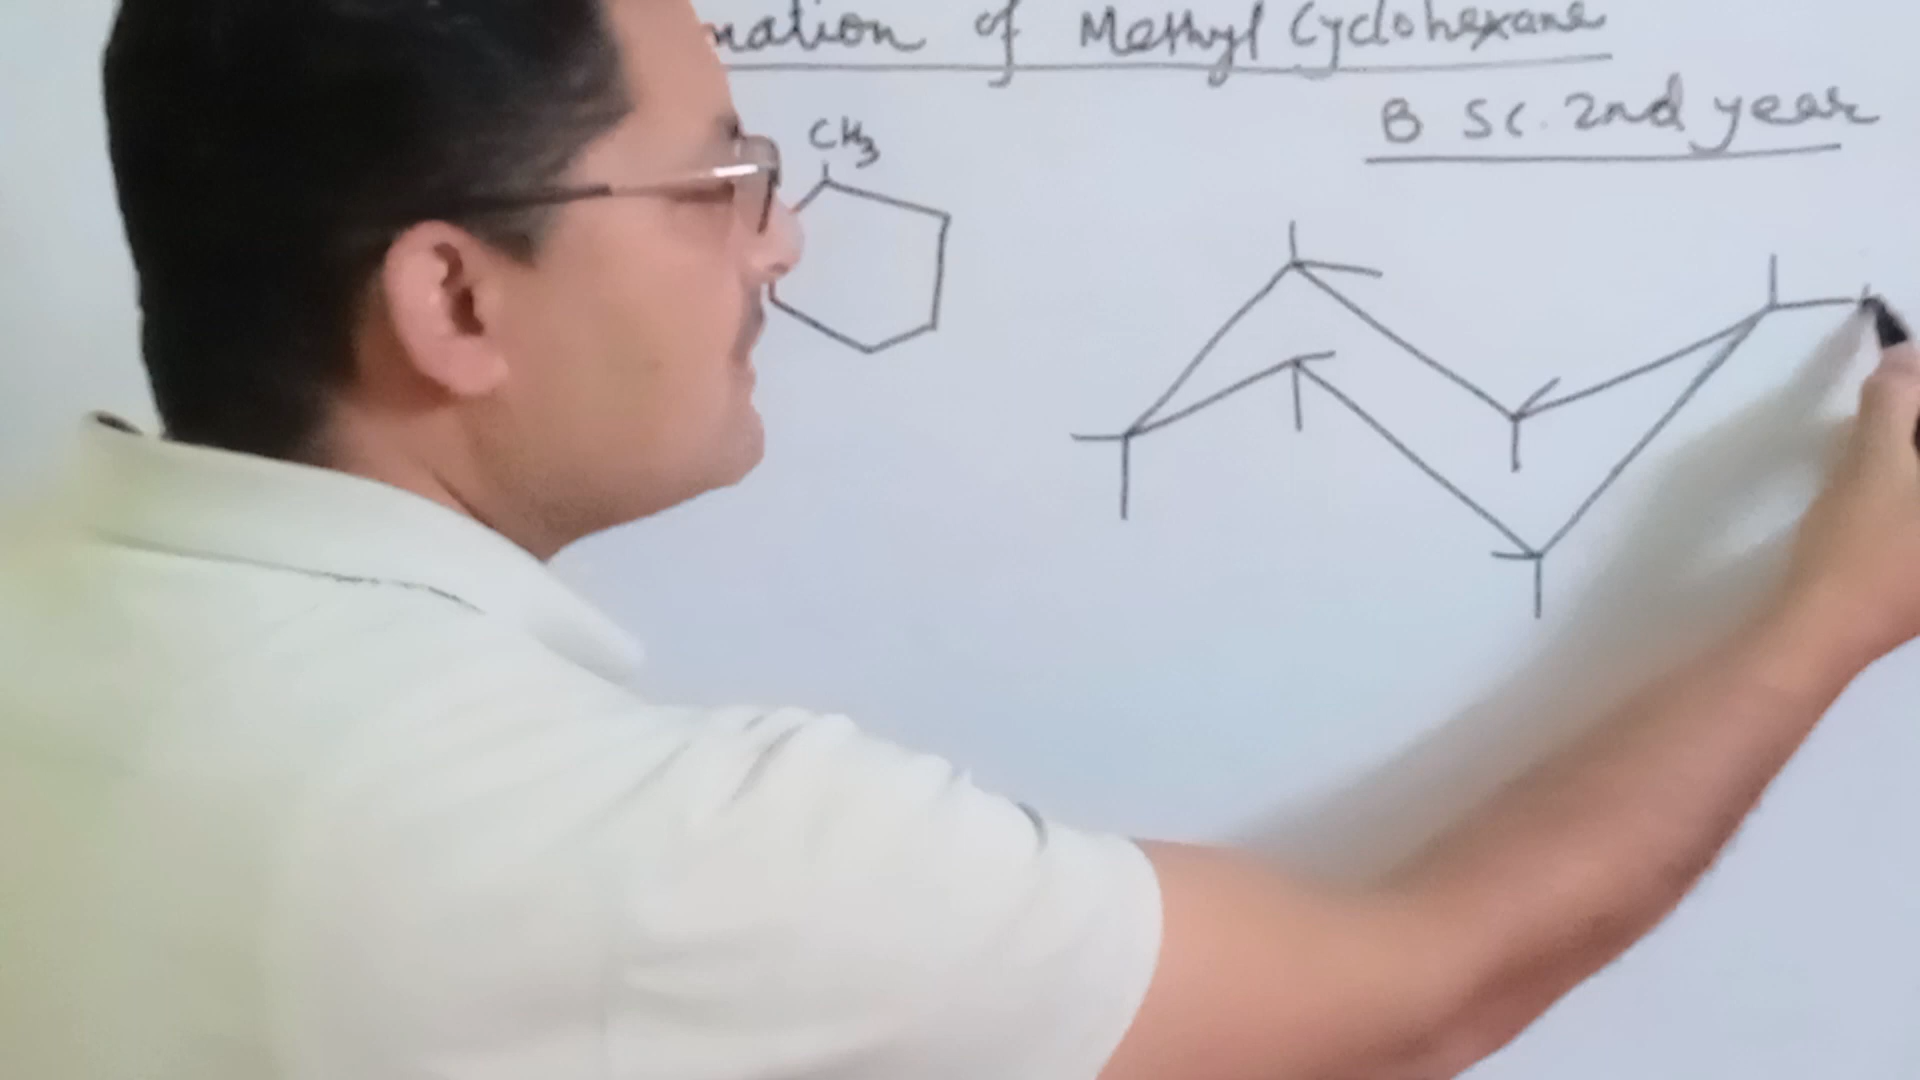 mation of Methyl Cyclohexane
B SC. 2nd year
CH3